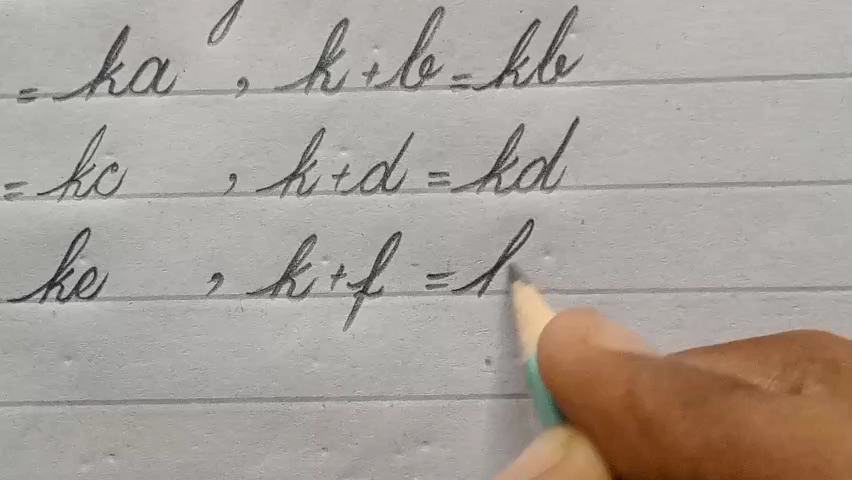 = ka , k + b = kb
= kc , k + d = kd
ke , k + f =